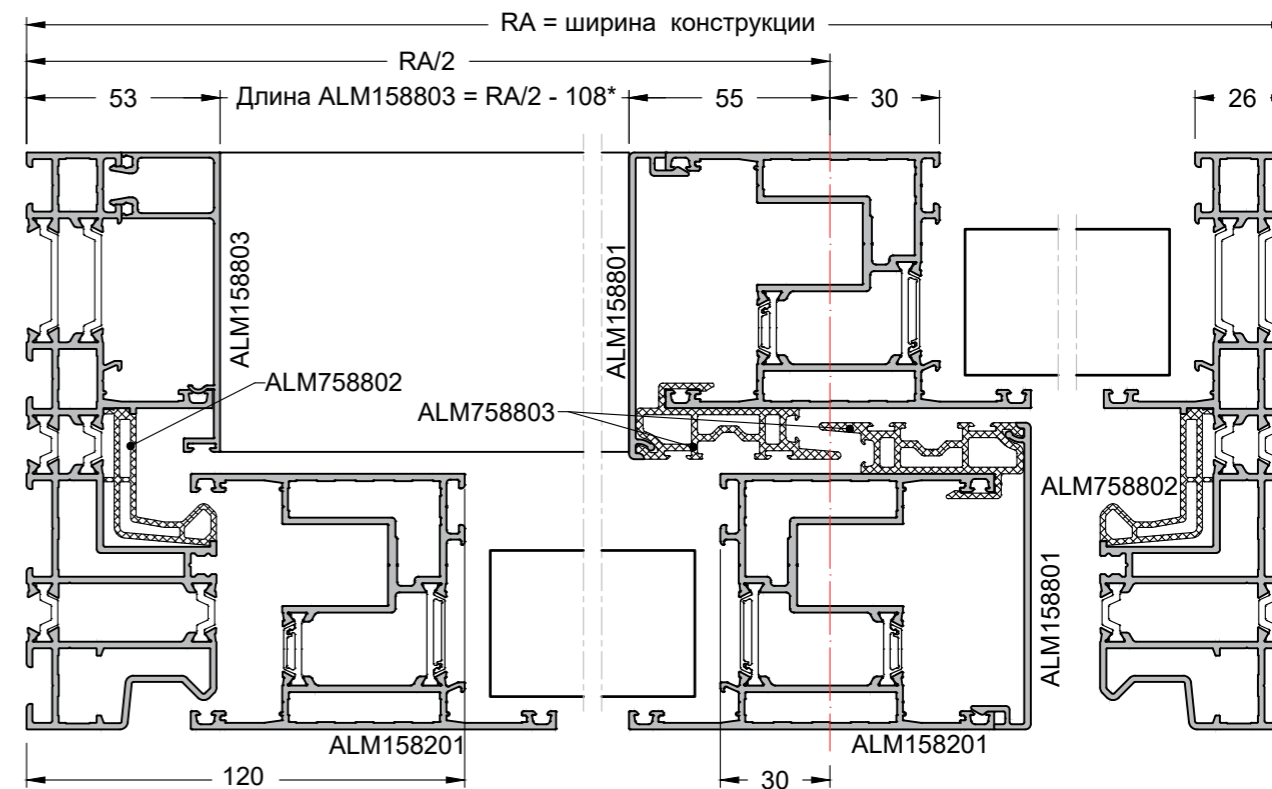 RA = ширина конструкции
RA/2
53
Длина ALM158803 = RA/2 - 108*
55
30
26
ALM158803
ALM158801
ALM758802
ALM758803
ALM758802
ALM158801
ALM158201
ALM158201
120
30